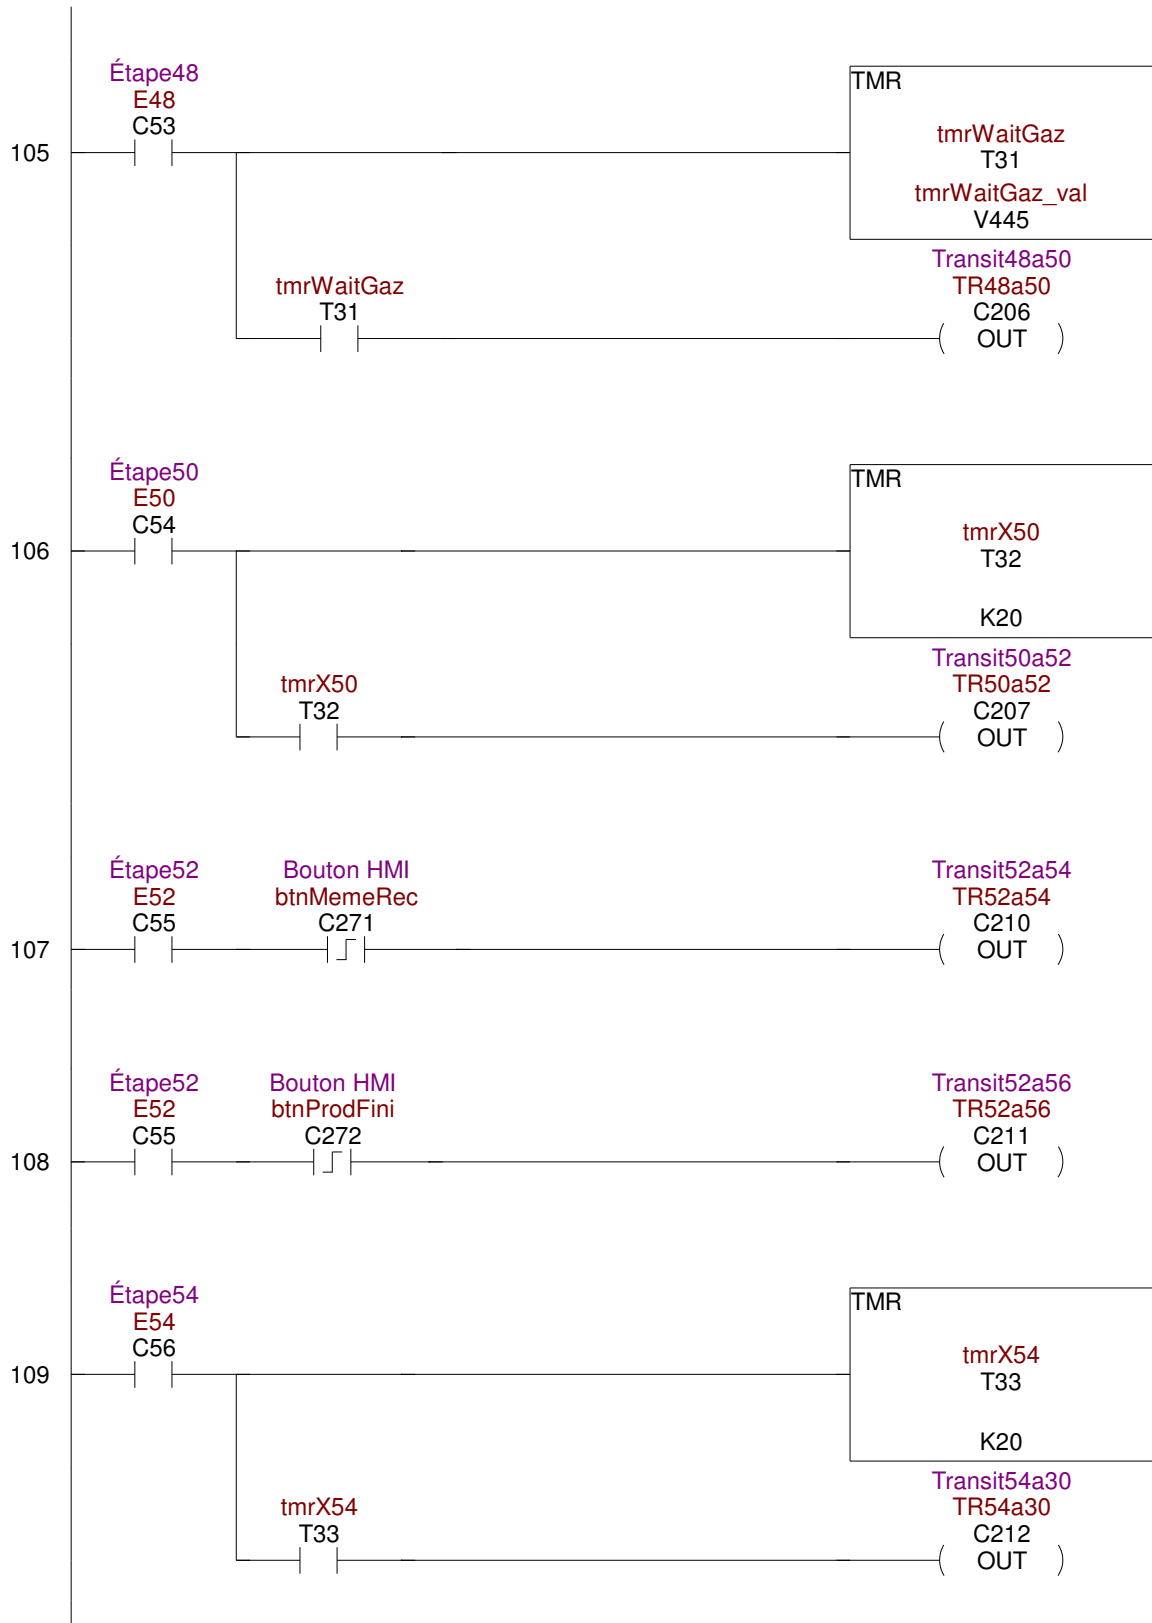 Étape48
E48
C53
105
TMR
tmrWaitGaz
T31
tmrWaitGaz_val
V445
tmrWaitGaz
T31
Transit48a50
TR48a50
C206
OUT
Étape50
E50
C54
106
TMR
tmrX50
T32
K20
tmrX50
T32
Transit50a52
TR50a52
C207
OUT
Étape52
E52
C55
107
Bouton HMI
btnMemeRec
C271
Transit52a54
TR52a54
C210
OUT
Étape52
E52
C55
108
Bouton HMI
btnProdFini
C272
Transit52a56
TR52a56
C211
OUT
Étape54
E54
C56
109
TMR
tmrX54
T33
K20
tmrX54
T33
Transit54a30
TR54a30
C212
OUT